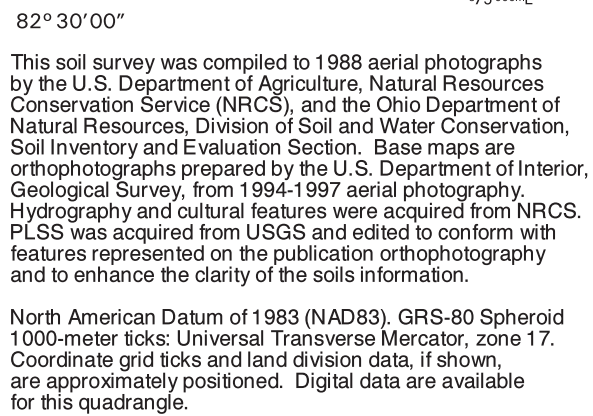 82° 30′ 00″
This soil survey was compiled to 1988 aerial photographs
by the U.S. Department of Agriculture, Natural Resources
Conservation Service (NRCS), and the Ohio Department of
Natural Resources, Division of Soil and Water Conservation,
Soil Inventory and Evaluation Section.  Base maps are
orthophotographs prepared by the U.S. Department of Interior,
Geological Survey, from 1994-1997 aerial photography.
Hydrography and cultural features were acquired from NRCS.
PLSS was acquired from USGS and edited to conform with
features represented on the publication orthophotography
and to enhance the clarity of the soils information.
North American Datum of 1983 (NAD83). GRS-80 Spheroid
1000-meter ticks: Universal Transverse Mercator, zone 17.
Coordinate grid ticks and land division data, if shown,
are approximately positioned.  Digital data are available
for this quadrangle.